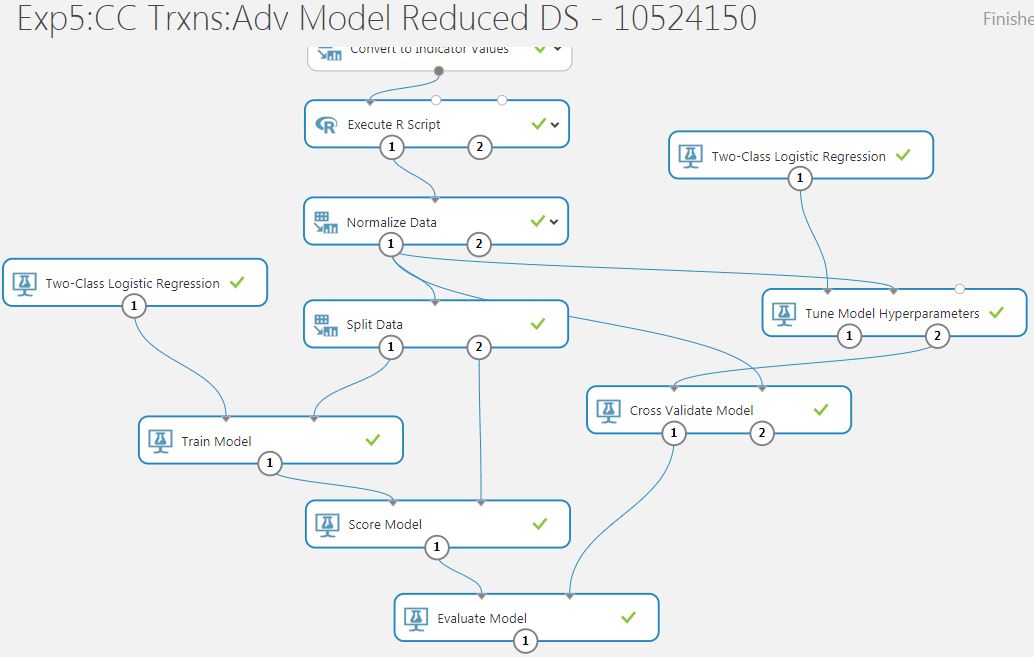 Exp5:CC Trxns:Adv Model Reduced DS - 10524150
Finishe
Convert to Indicator Values
Execute R Script
1 2
Two-Class Logistic Regression
1
Normalize Data
1 2
Two-Class Logistic Regression
1
Split Data
1 2
Tune Model Hyperparameters
1 2
Train Model
1
Cross Validate Model
1 2
Score Model
1
Evaluate Model
1